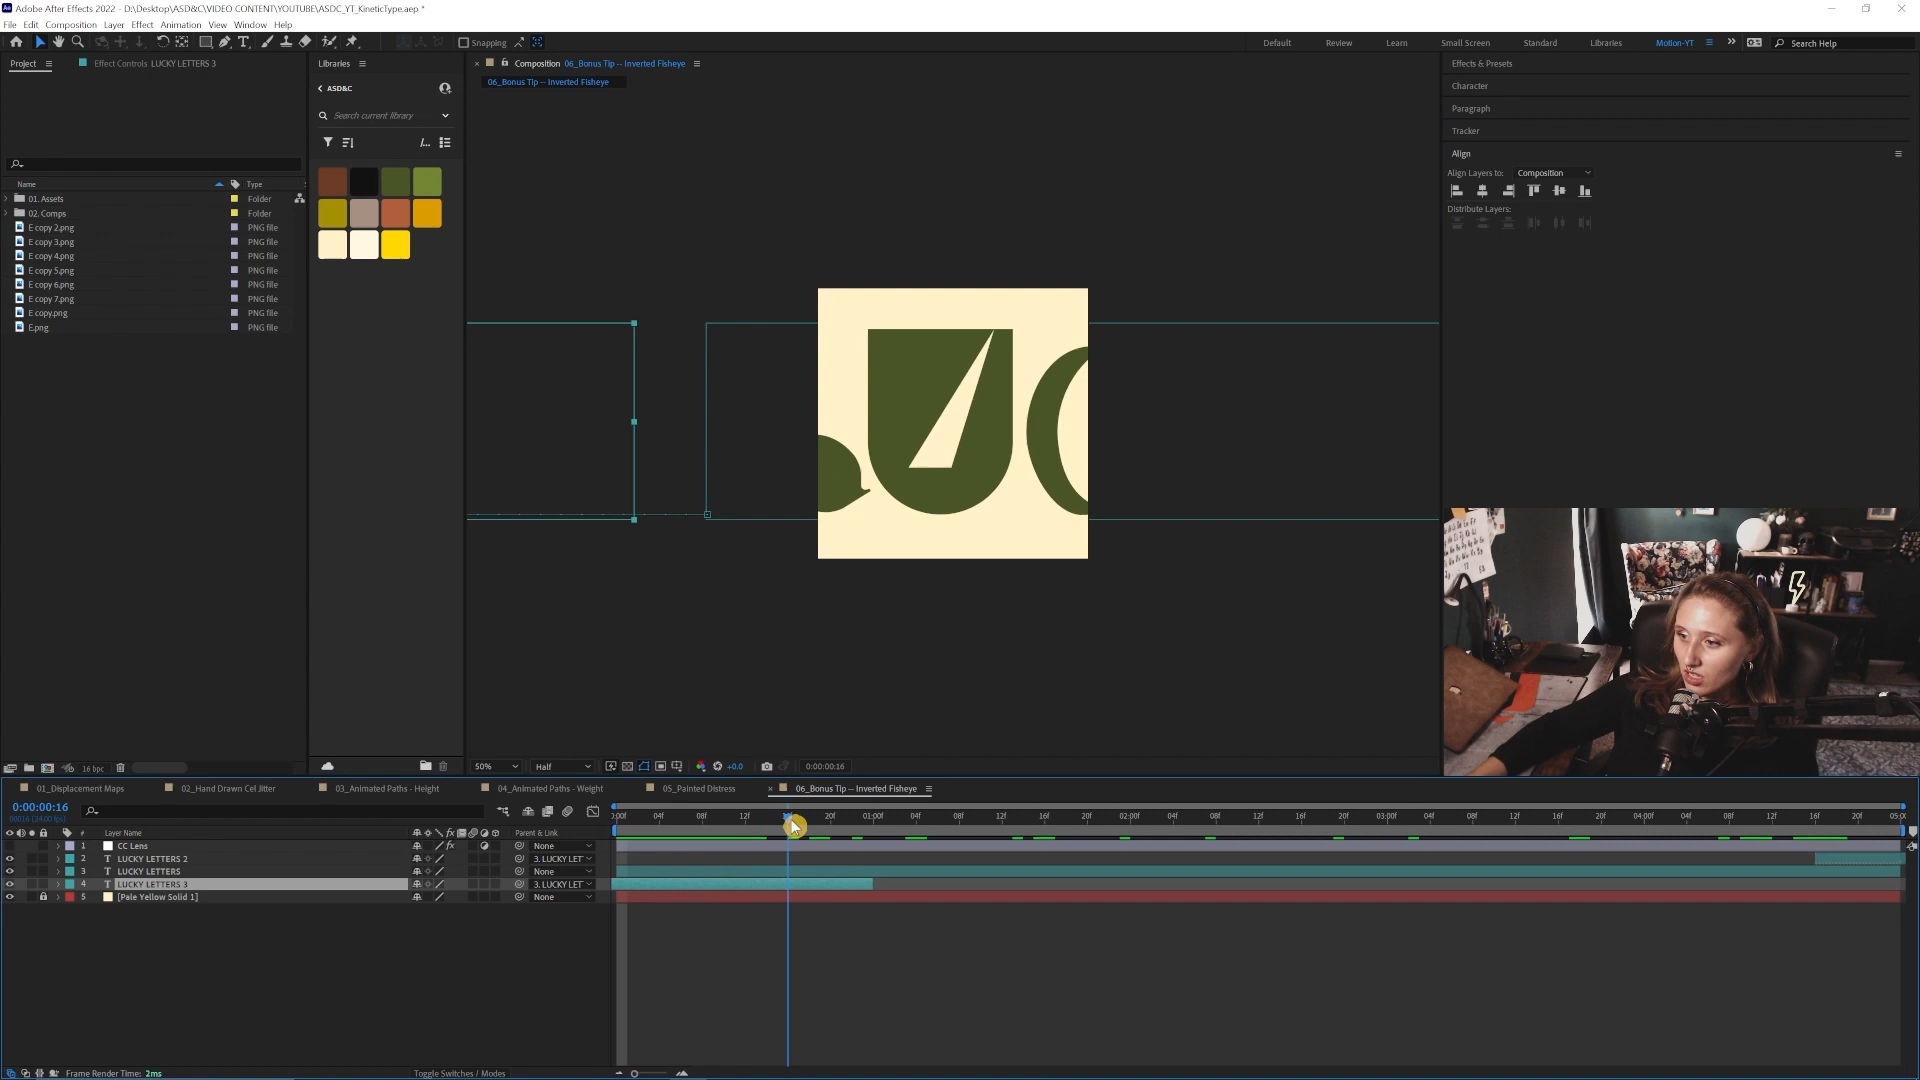 Adobe After Effects 2022 - D:\Desktop\ASD&C\VIDEO CONTENT\YOUTUBE\ASDC_YT_KineticType.aep *
File Edit Composition Layer Effect Animation View Window Help
Snapping
Default Review Learn Small Screen Standard Libraries Motion-YT Search Help
Project Effect Controls LUCKY LETTERS 3
Libraries
Composition 06_Bonus Tip -- Inverted Fisheye
06_Bonus Tip -- Inverted Fisheye
ASD&C
Search current library
Name Type
01. Assets Folder
02. Comps Folder
E copy 2.png PNG file
E copy 3.png PNG file
E copy 4.png PNG file
E copy 5.png PNG file
E copy 6.png PNG file
E copy 7.png PNG file
E copy.png PNG file
E.png PNG file
Effects & Presets
Character
Paragraph
Tracker
Align
Align Layers to: Composition
Distribute Layers:
16 bpc
50% Half +0.0 0:00:00:16
01_Displacement Maps 02_Hand Drawn Cel Jitter 03_Animated Paths - Height 04_Animated Paths - Weight 05_Painted Distress 06_Bonus Tip -- Inverted Fisheye
0:00:00:16
00016 (24.00 fps)
:00f 04f 08f 12f 20f 01:00f 04f 08f 12f 16f 20f 02:00f 04f 08f 12f 16f 20f 03:00f 04f 08f 12f 16f 20f 04:00f 04f 08f 12f 16f 20f 05:0
# Layer Name Parent & Link
1 CC Lens None
2 T LUCKY LETTERS 2 3. LUCKY LET
3 T LUCKY LETTERS None
4 T LUCKY LETTERS 3 3. LUCKY LET
5 [Pale Yellow Solid 1] None
Frame Render Time: 2ms
Toggle Switches / Modes